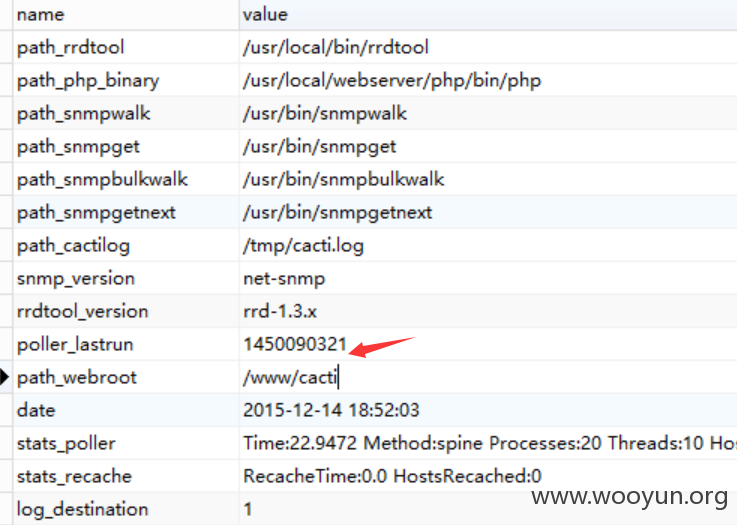 name value
path_rrdtool /usr/local/bin/rrdtool
path_php_binary /usr/local/webserver/php/bin/php
path_snmpwalk /usr/bin/snmpwalk
path_snmpget /usr/bin/snmpget
path_snmpbulkwalk /usr/bin/snmpbulkwalk
path_snmpgetnext /usr/bin/snmpgetnext
path_cactilog /tmp/cacti.log
snmp_version net-snmp
rrdtool_version rrd-1.3.x
poller_lastrun 1450090321
path_webroot /www/cacti
date 2015-12-14 18:52:03
stats_poller Time:22.9472 Method:spine Processes:20 Threads:10 Hos
stats_recache RecacheTime:0.0 HostsRecached:0
log_destination 1
www.wooyun.org